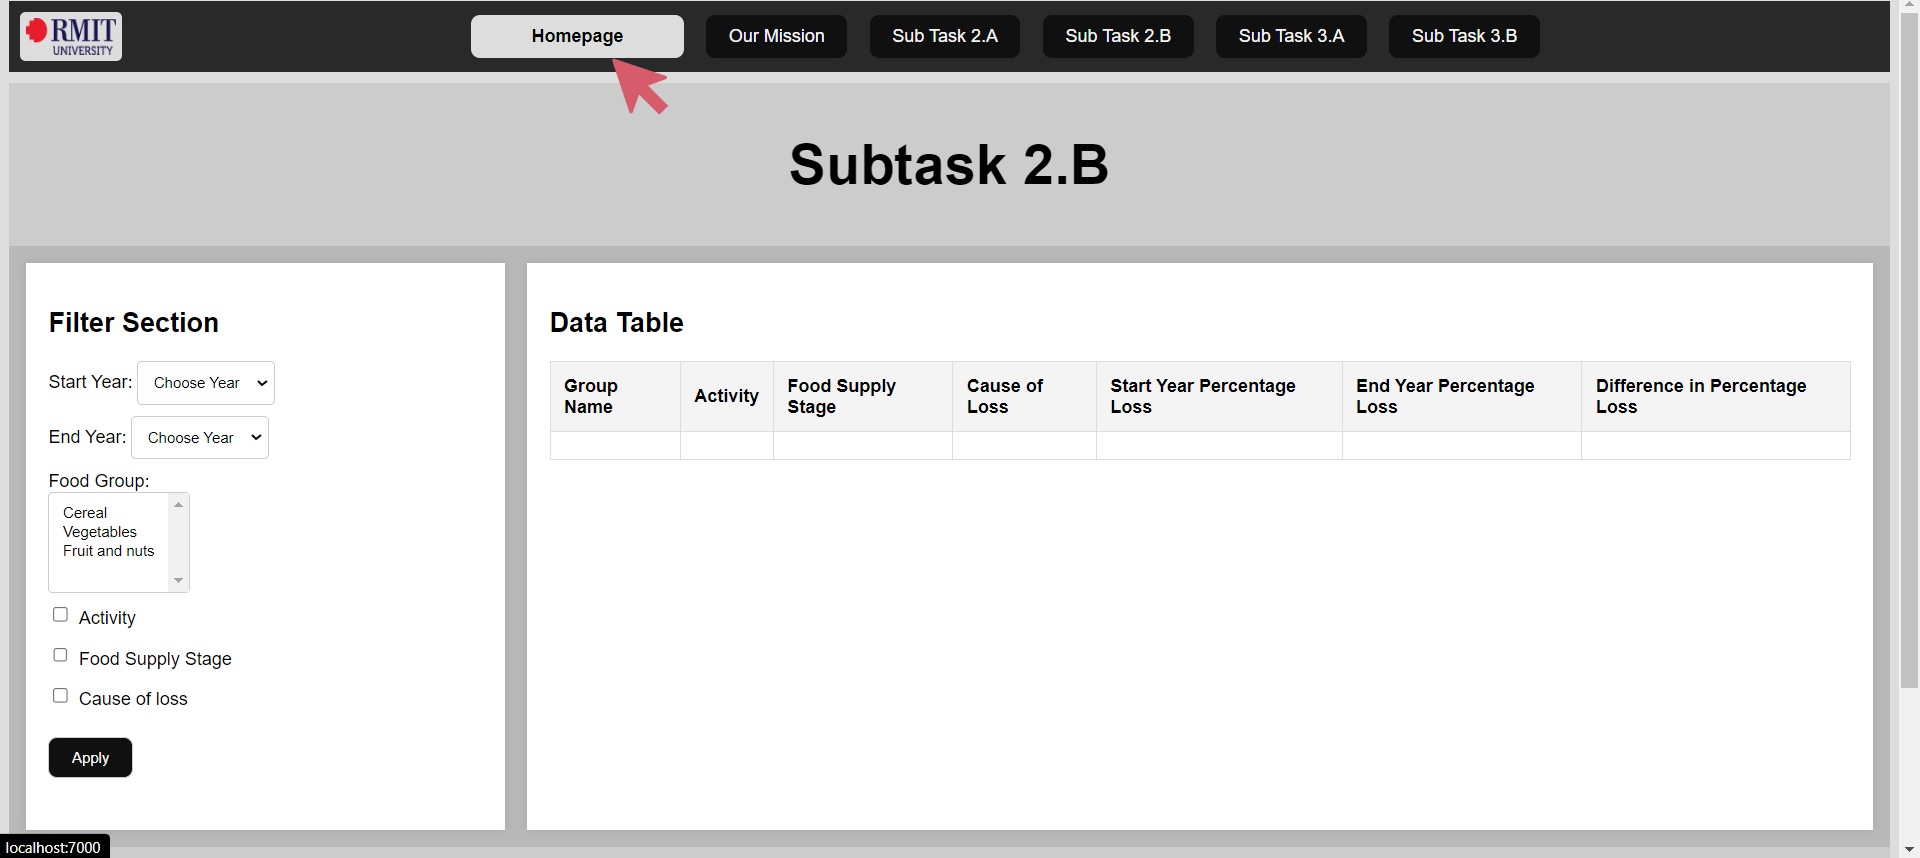 RMIT
UNIVERSITY
Homepage
Our Mission
Sub Task 2.A
Sub Task 2.B
Sub Task 3.A
Sub Task 3.B
Subtask 2.B
Filter Section
Start Year: Choose Year
End Year: Choose Year
Food Group:
Cereal
Vegetables
Fruit and nuts
Activity
Food Supply Stage
Cause of loss
Apply
Data Table
Group
Name
Activity
Food Supply
Stage
Cause of
Loss
Start Year Percentage
Loss
End Year Percentage
Loss
Difference in Percentage
Loss
localhost:7000